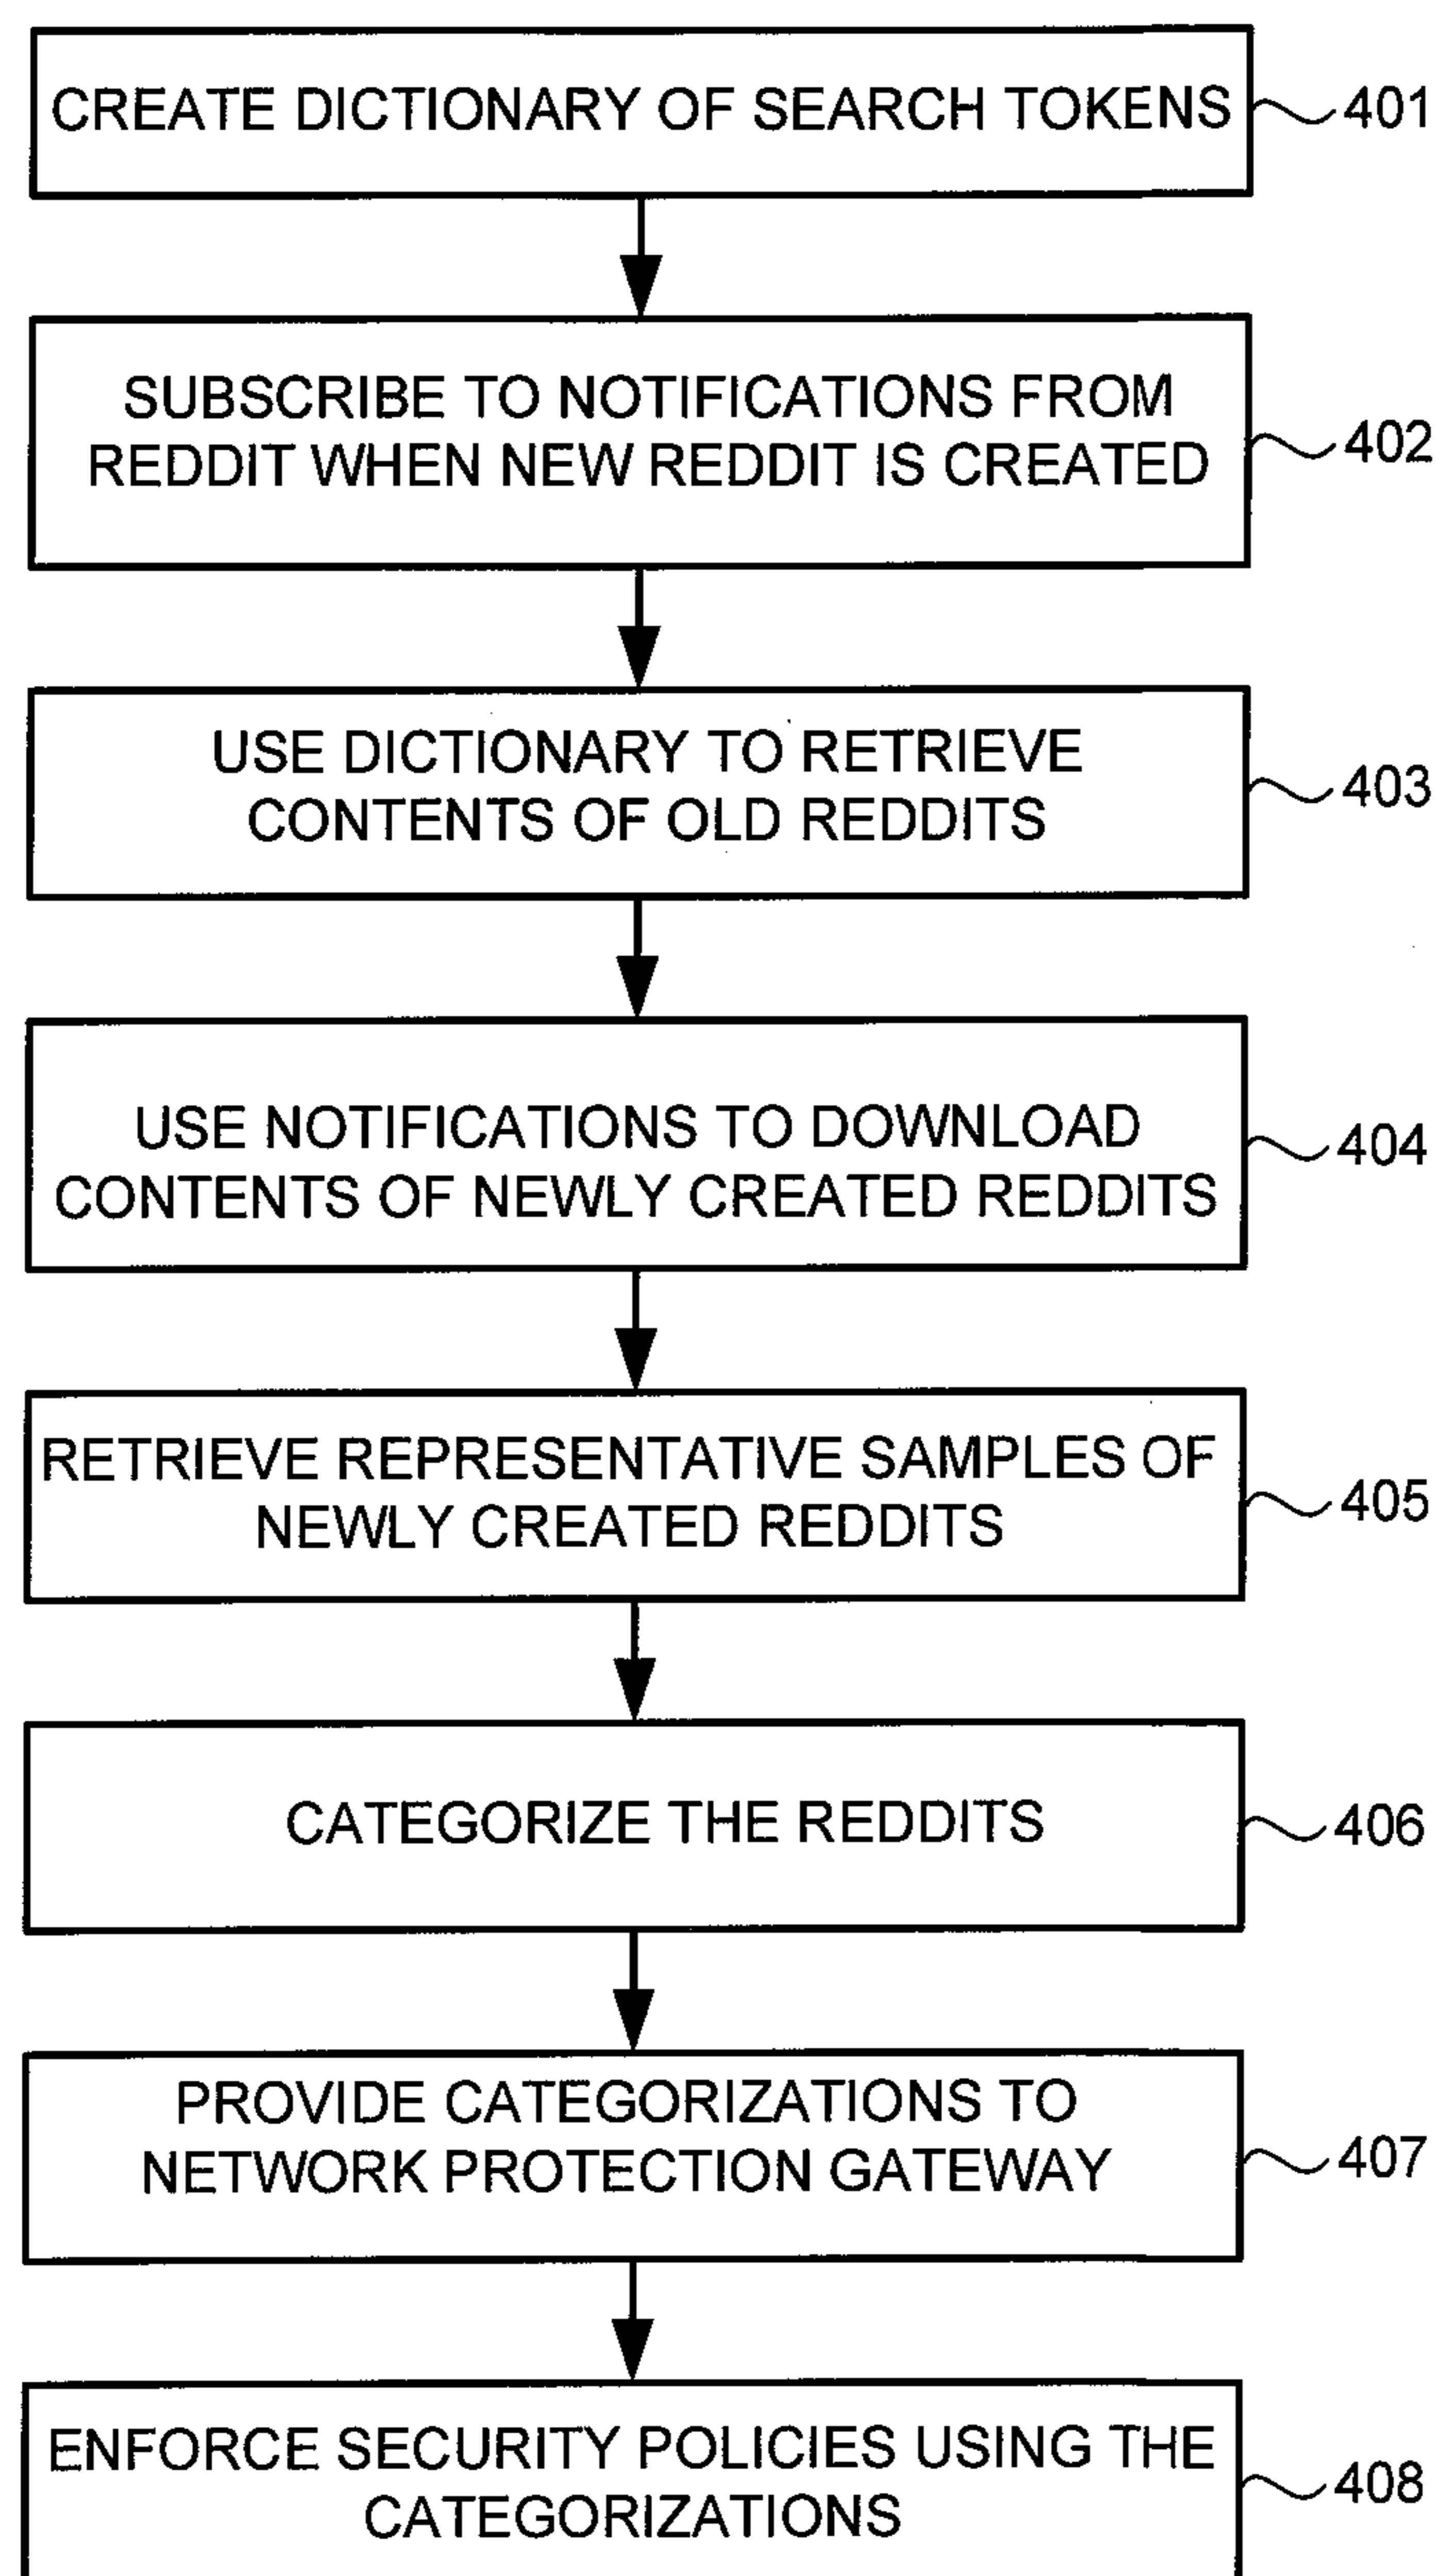 CREATE DICTIONARY OF SEARCH TOKENS
401
SUBSCRIBE TO NOTIFICATIONS FROM
REDDIT WHEN NEW REDDIT IS CREATED
402
USE DICTIONARY TO RETRIEVE
CONTENTS OF OLD REDDITS
403
USE NOTIFICATIONS TO DOWNLOAD
CONTENTS OF NEWLY CREATED REDDITS
404
RETRIEVE REPRESENTATIVE SAMPLES OF
NEWLY CREATED REDDITS
405
CATEGORIZE THE REDDITS
406
PROVIDE CATEGORIZATIONS TO
NETWORK PROTECTION GATEWAY
407
ENFORCE SECURITY POLICIES USING THE
CATEGORIZATIONS
408